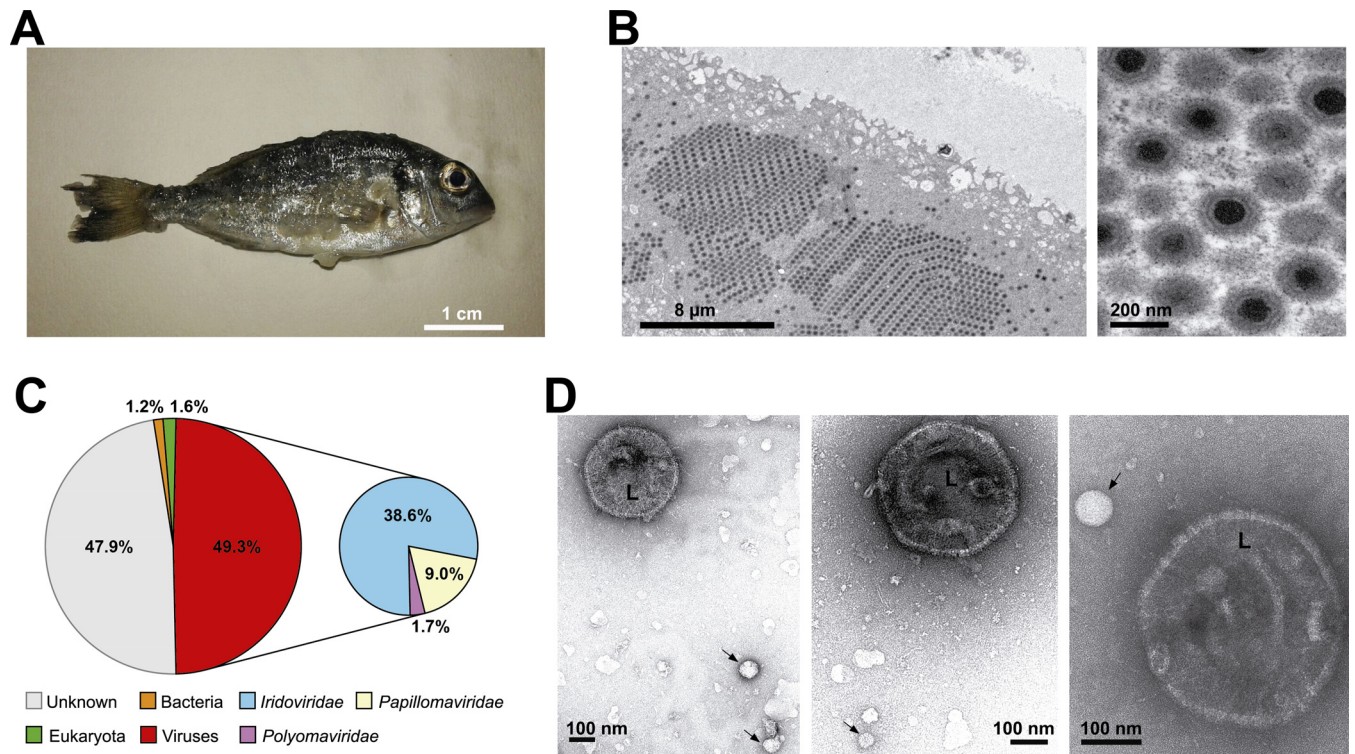 A
1 cm
B
8 µm
200 nm
C
1.2%
1.6%
47.9%
49.3%
38.6%
9.0%
1.7%
Unknown
Bacteria
Iridoviridae
Papillomaviridae
Eukaryota
Viruses
Polyomaviridae
D
L
100 nm
L
100 nm
L
100 nm